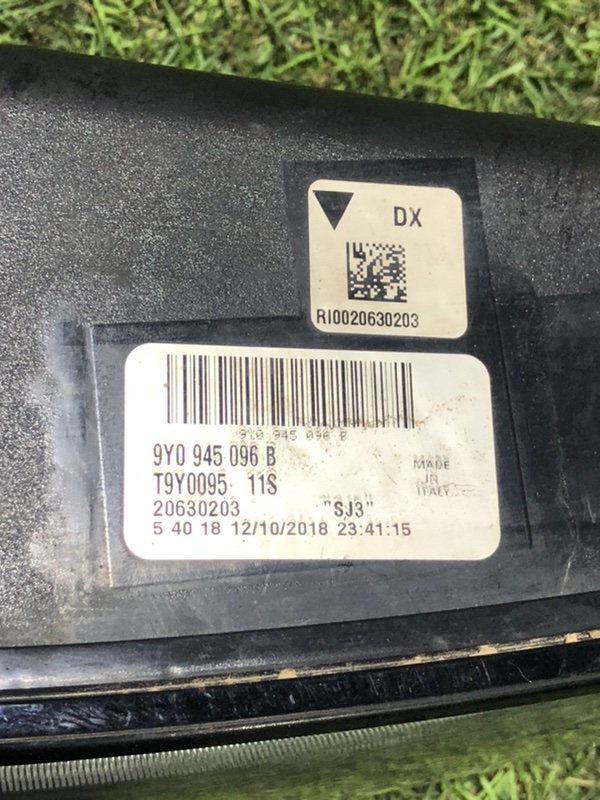 DX
RI0020630203
9Y0 945 096 B
9Y0 945 096 B
T9Y0095 11S
MADE
IN
ITALY
20630203 "SJ3"
5 40 18 12/10/2018 23:41:15